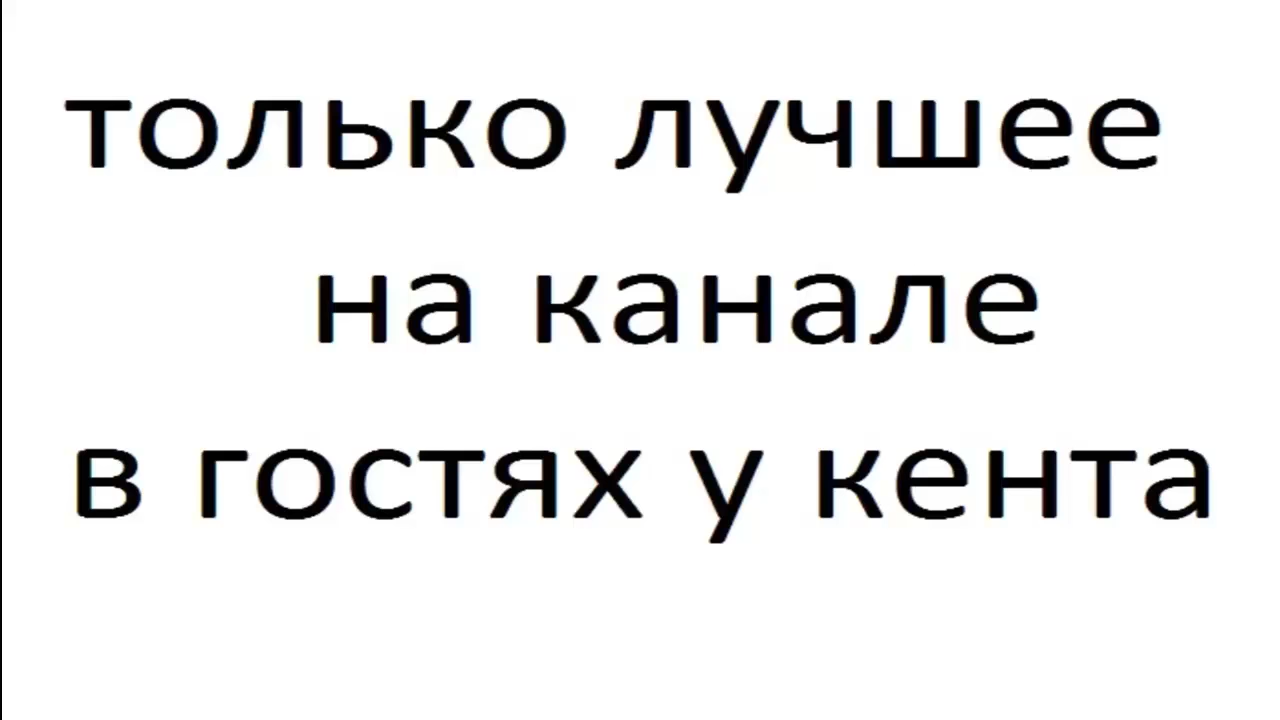 только лучшее
на канале
в гостях у кента